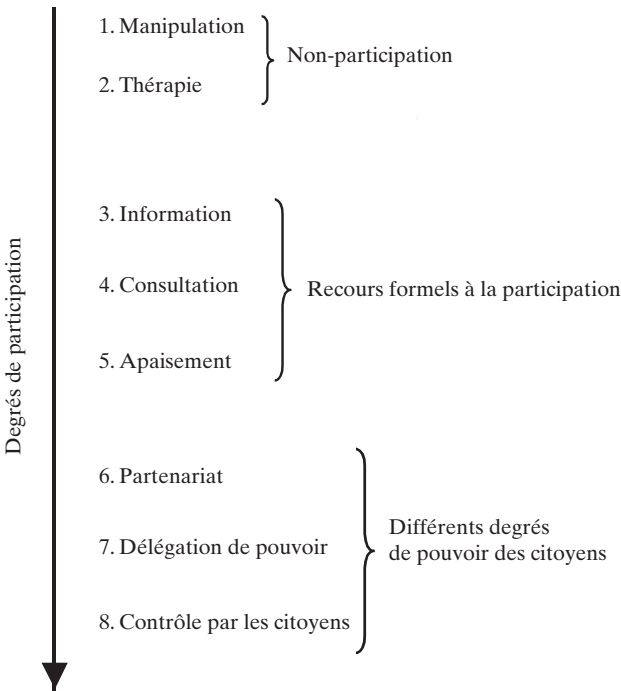 Degrés de participation
1. Manipulation
2. Thérapie
Non-participation
3. Information
4. Consultation
5. Apaisement
Recours formels à la participation
6. Partenariat
7. Délégation de pouvoir
8. Contrôle par les citoyens
Différents degrés
de pouvoir des citoyens